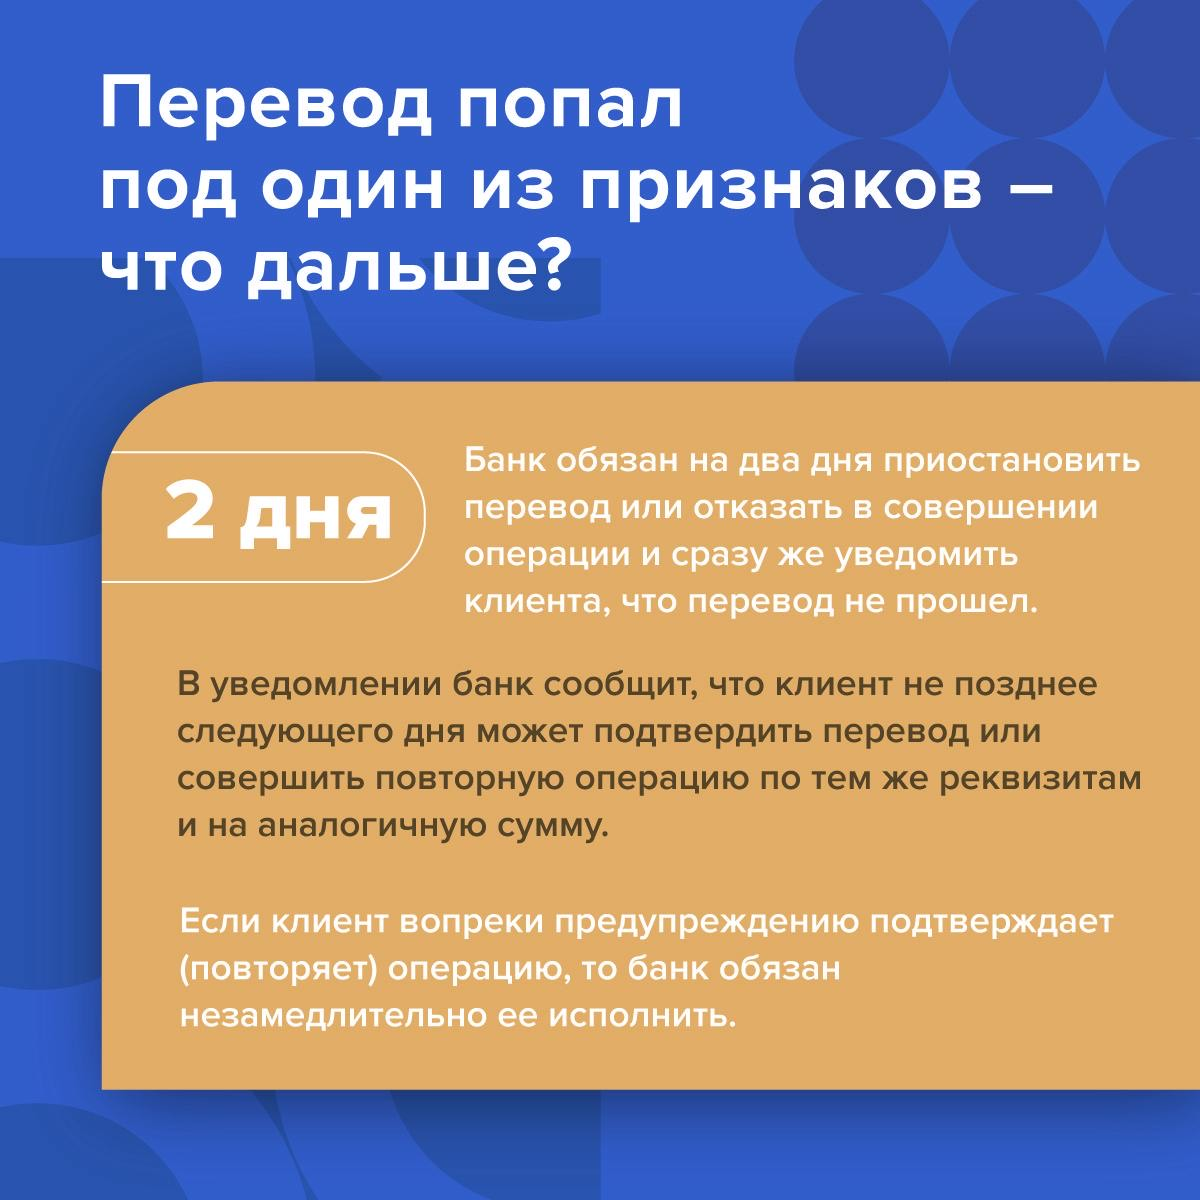 Перевод попал
под один из признаков –
что дальше?
2 дня
Банк обязан на два дня приостановить
перевод или отказать в совершении
операции и сразу же уведомить
клиента, что перевод не прошел.
В уведомлении банк сообщит, что клиент не позднее
следующего дня может подтвердить перевод или
совершить повторную операцию по тем же реквизитам
и на аналогичную сумму.
Если клиент вопреки предупреждению подтверждает
(повторяет) операцию, то банк обязан
незамедлительно ее исполнить.